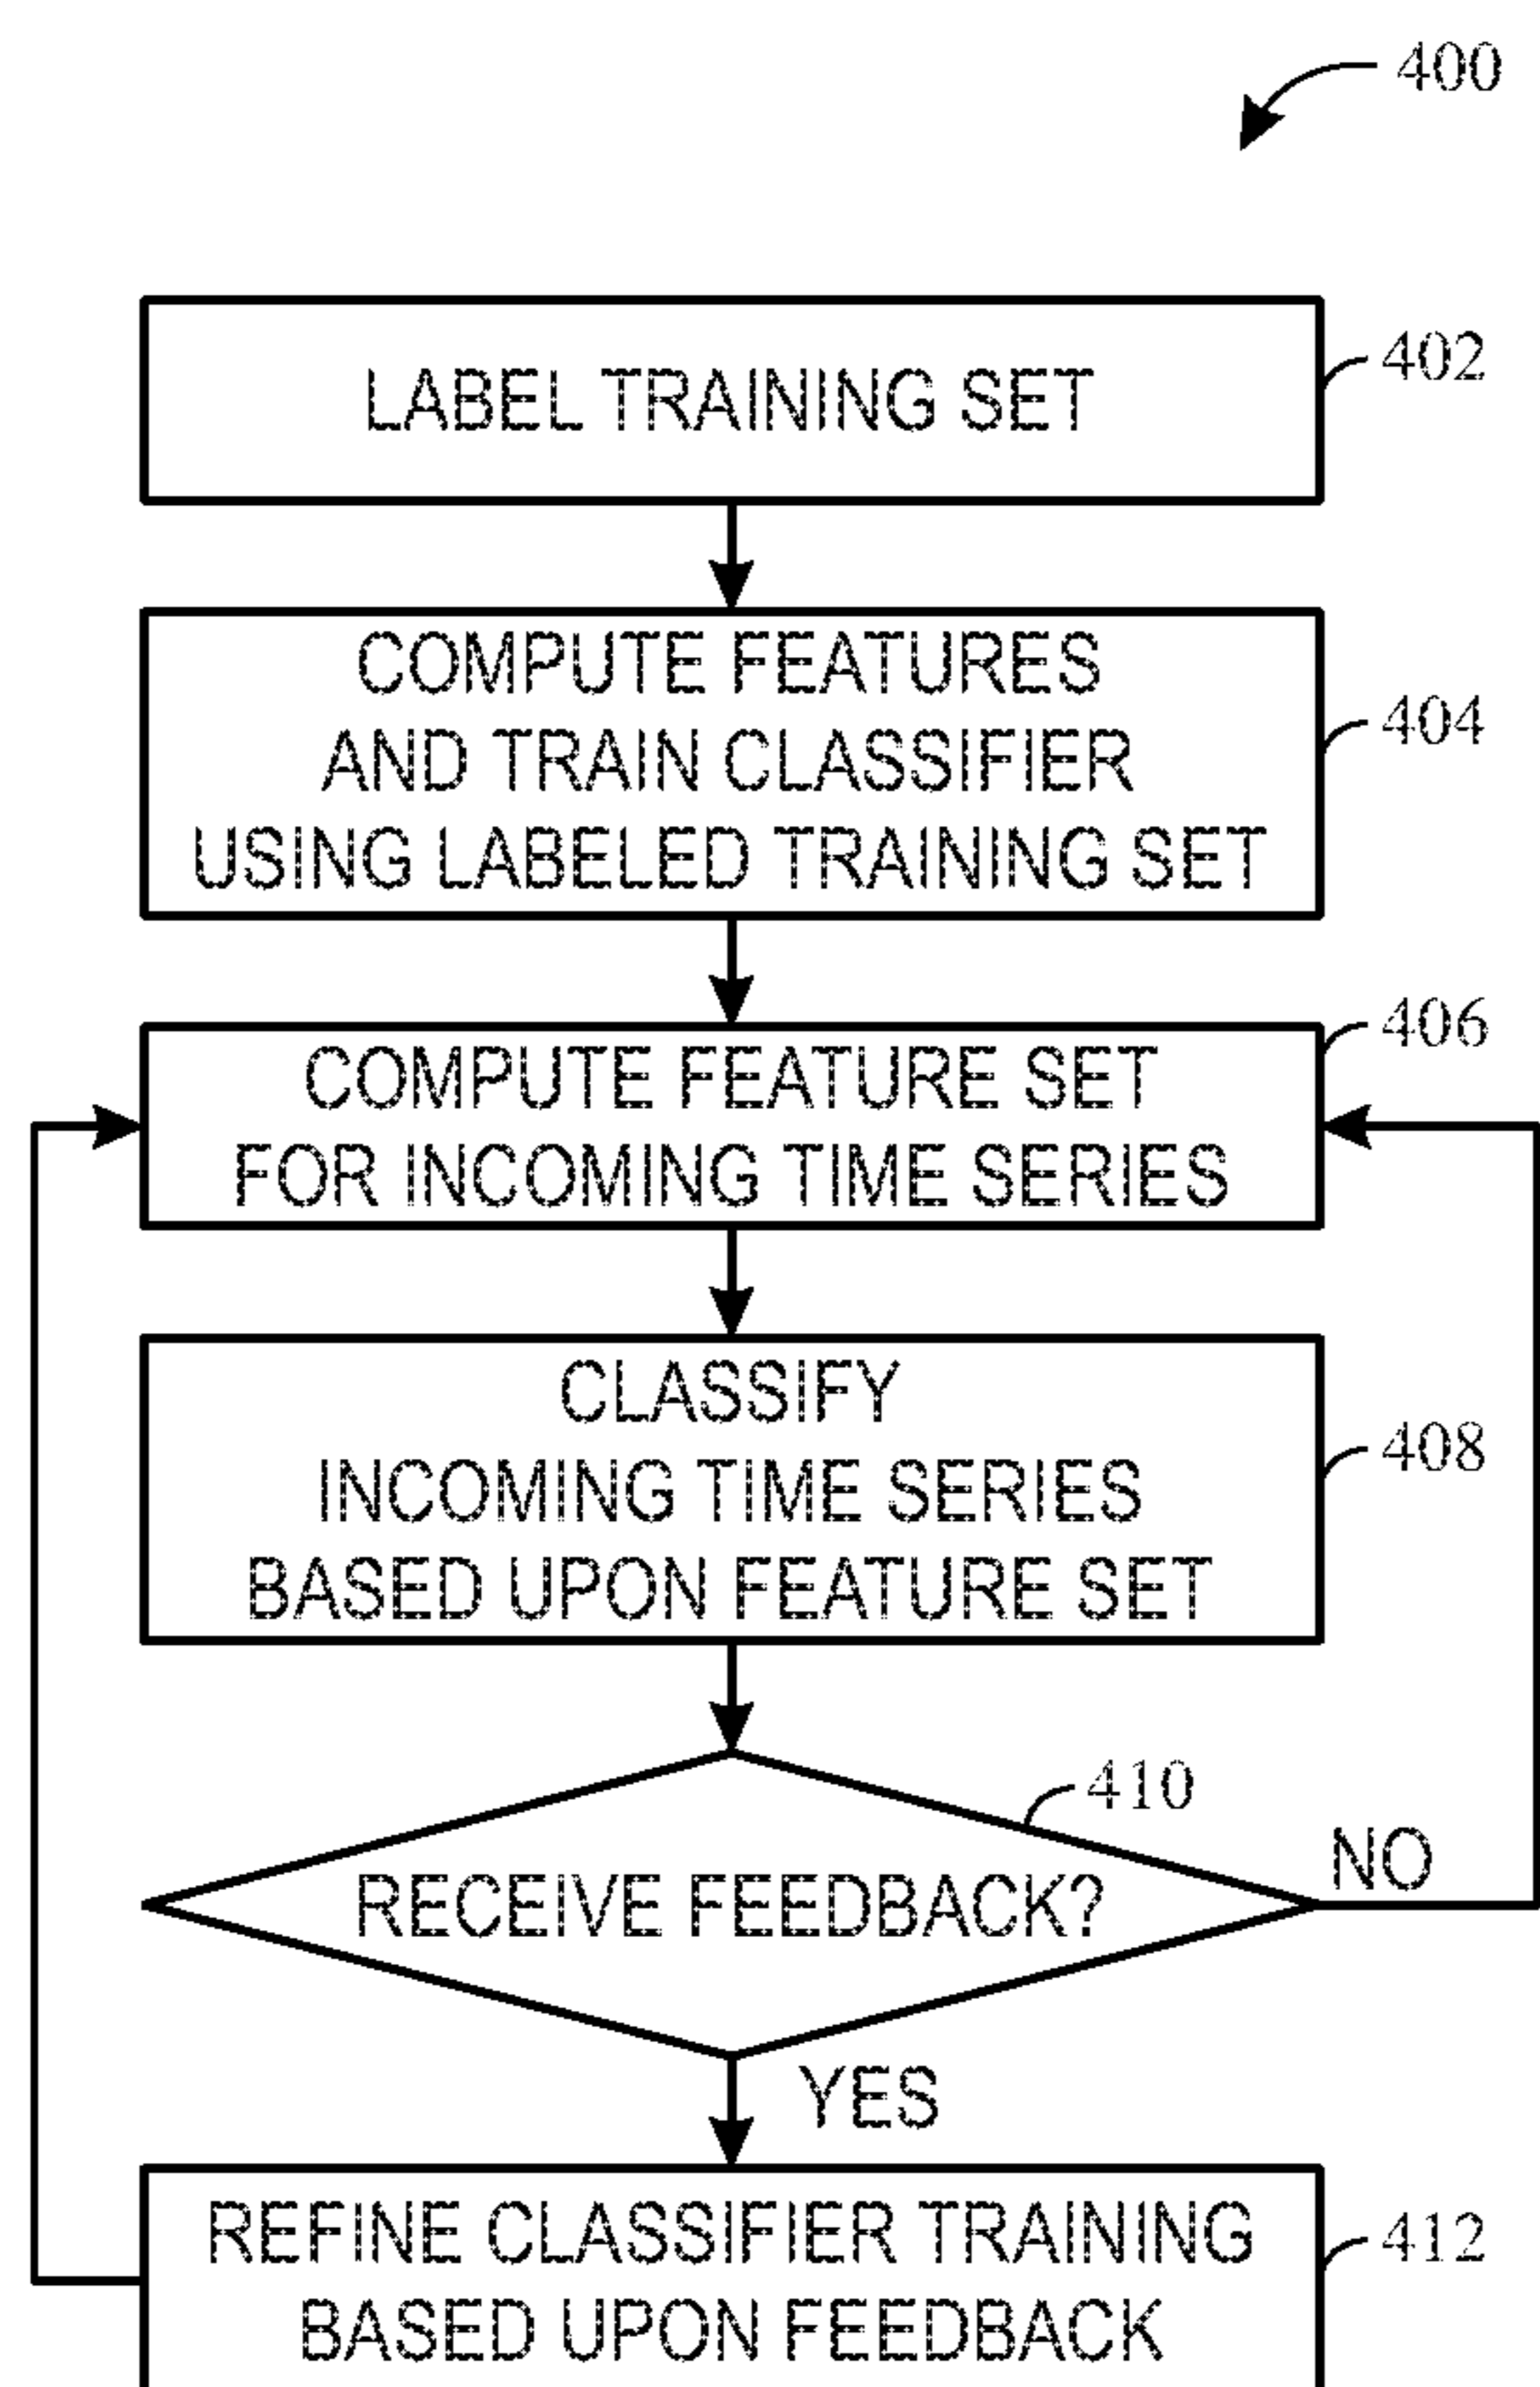 400
LABEL TRAINING SET
402
COMPUTE FEATURES
AND TRAIN CLASSIFIER
USING LABELED TRAINING SET
404
COMPUTE FEATURE SET
FOR INCOMING TIME SERIES
406
CLASSIFY
INCOMING TIME SERIES
BASED UPON FEATURE SET
408
410
RECEIVE FEEDBACK?
NO
YES
REFINE CLASSIFIER TRAINING
BASED UPON FEEDBACK
412